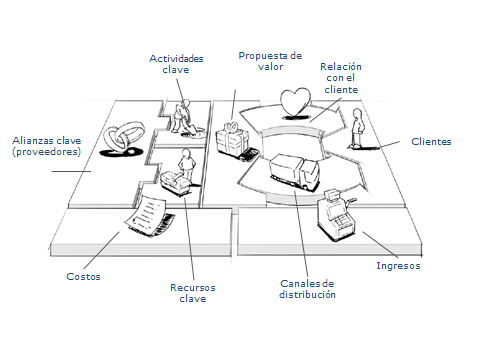 Actividades
clave
Propuesta de
valor
Relación
con el
cliente
Alianzas clave
(proveedores)
Clientes
Costos
Recursos
clave
Canales de
distribución
Ingresos